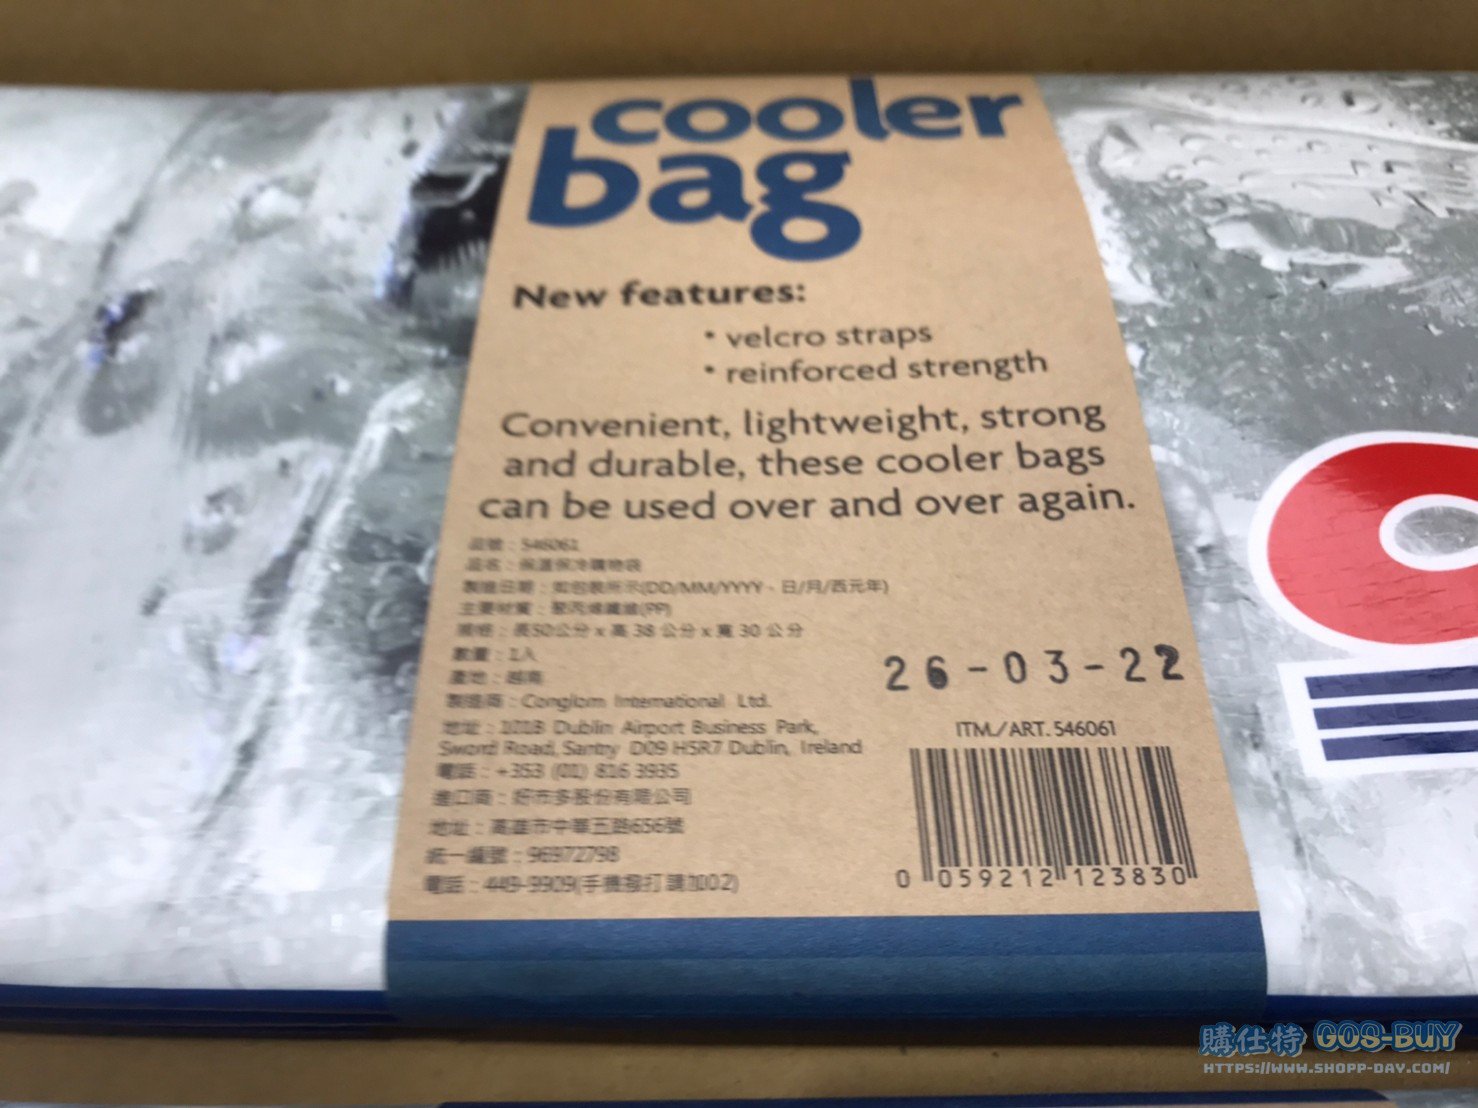 cooler
bag
New features:
• velcro straps
• reinforced strength
Convenient, lightweight, strong
and durable, these cooler bags
can be used over and over again.
品號：546061
品名：保溫保冷購物袋
製造日期：如包裝所示(DD/MM/YYYY、日/月/西元年)
主要材質：聚丙烯纖維(PP)
規格：長50公分 x 高 38 公分 x 寬 30 公分
數量：1入
產地：越南
製造商：Conglom International Ltd.
地址：101B Dublin Airport Business Park,
Sword Road, Santry D09 H5R7 Dublin, Ireland
電話：+353 (01) 816 3935
進口商：好市多股份有限公司
地址：高雄市中華五路656號
統一編號：96972798
電話：449-9909(手機撥打請加02)
26-03-22
ITM./ART. 546061
0 059212 123830
購仕特 GOS-BUY
HTTPS://WWW.SHOPP-DAY.COM/